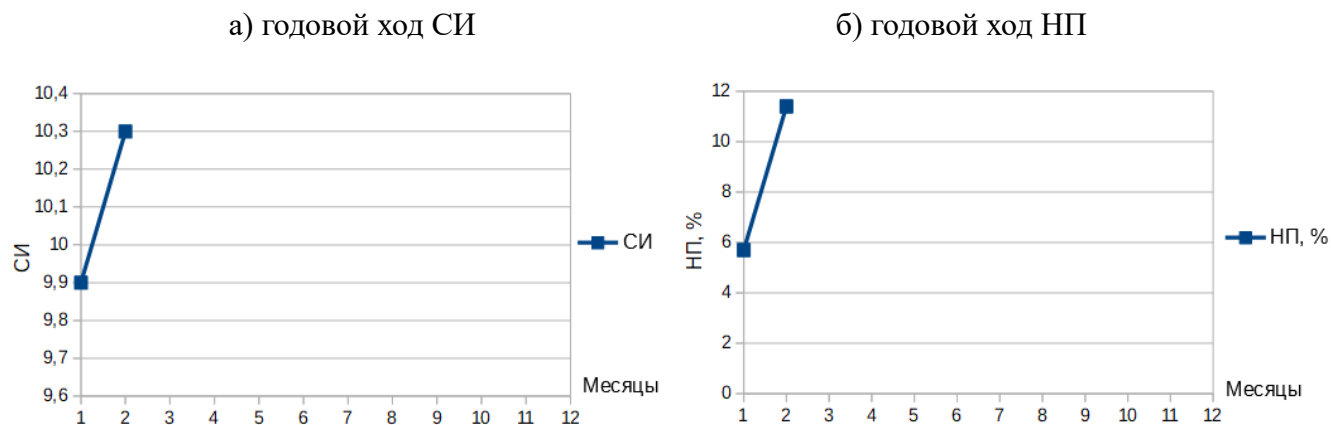 а) годовой ход СИ
10,4
10,3
10,2
10,1
10
9,9
9,8
9,7
9,6
СИ
1 2 3 4 5 6 7 8 9 10 11 12
Месяцы
СИ
б) годовой ход НП
12
10
8
6
4
2
0
НП, %
1 2 3 4 5 6 7 8 9 10 11 12
Месяцы
НП, %